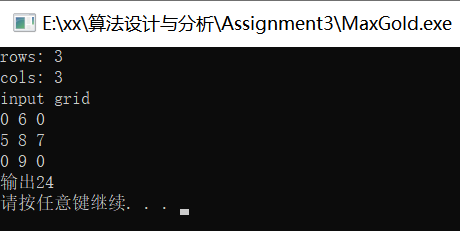 E:\xx\算法设计与分析\Assignment3\MaxGold.exe
rows: 3
cols: 3
input grid
0 6 0
5 8 7
0 9 0
输出24
请按任意键继续. . .